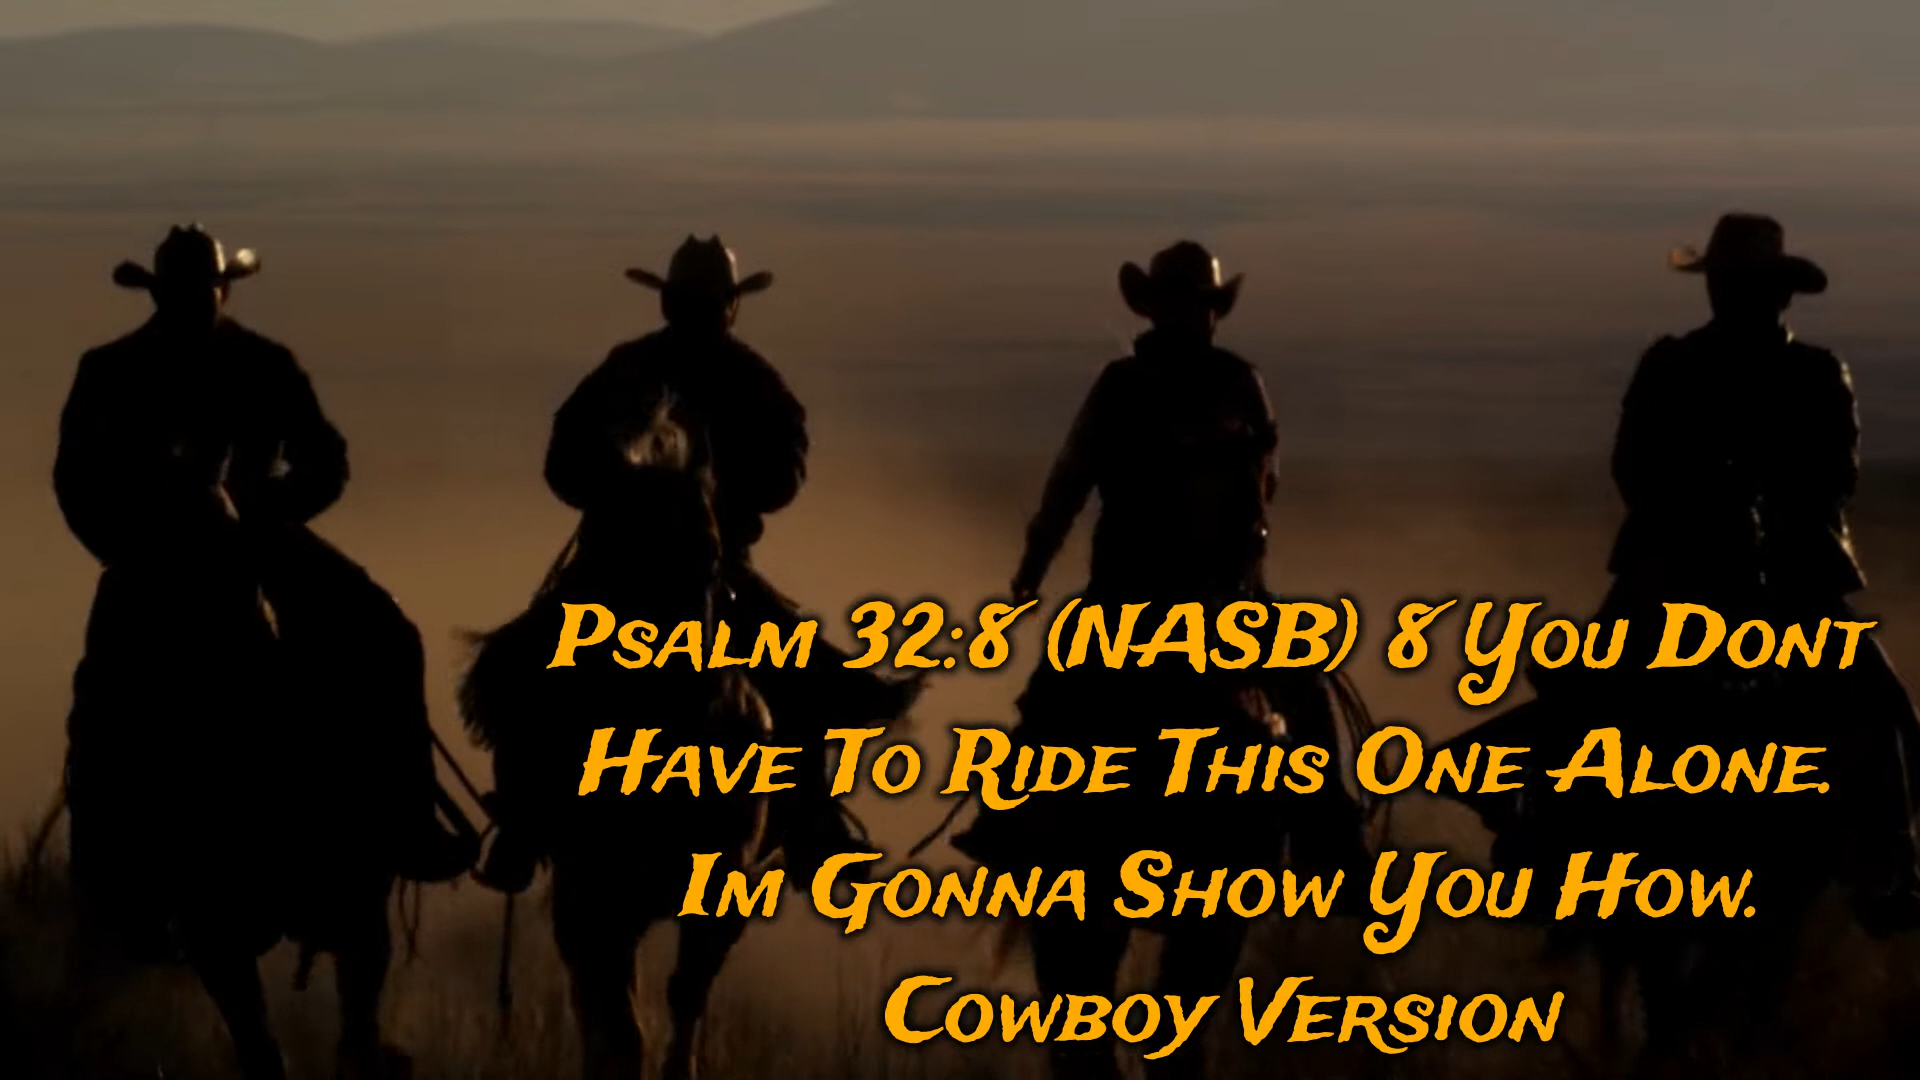 Psalm 32:8 (NASB) 8 You Dont
Have To Ride This One Alone.
Im Gonna Show You How.
Cowboy Version